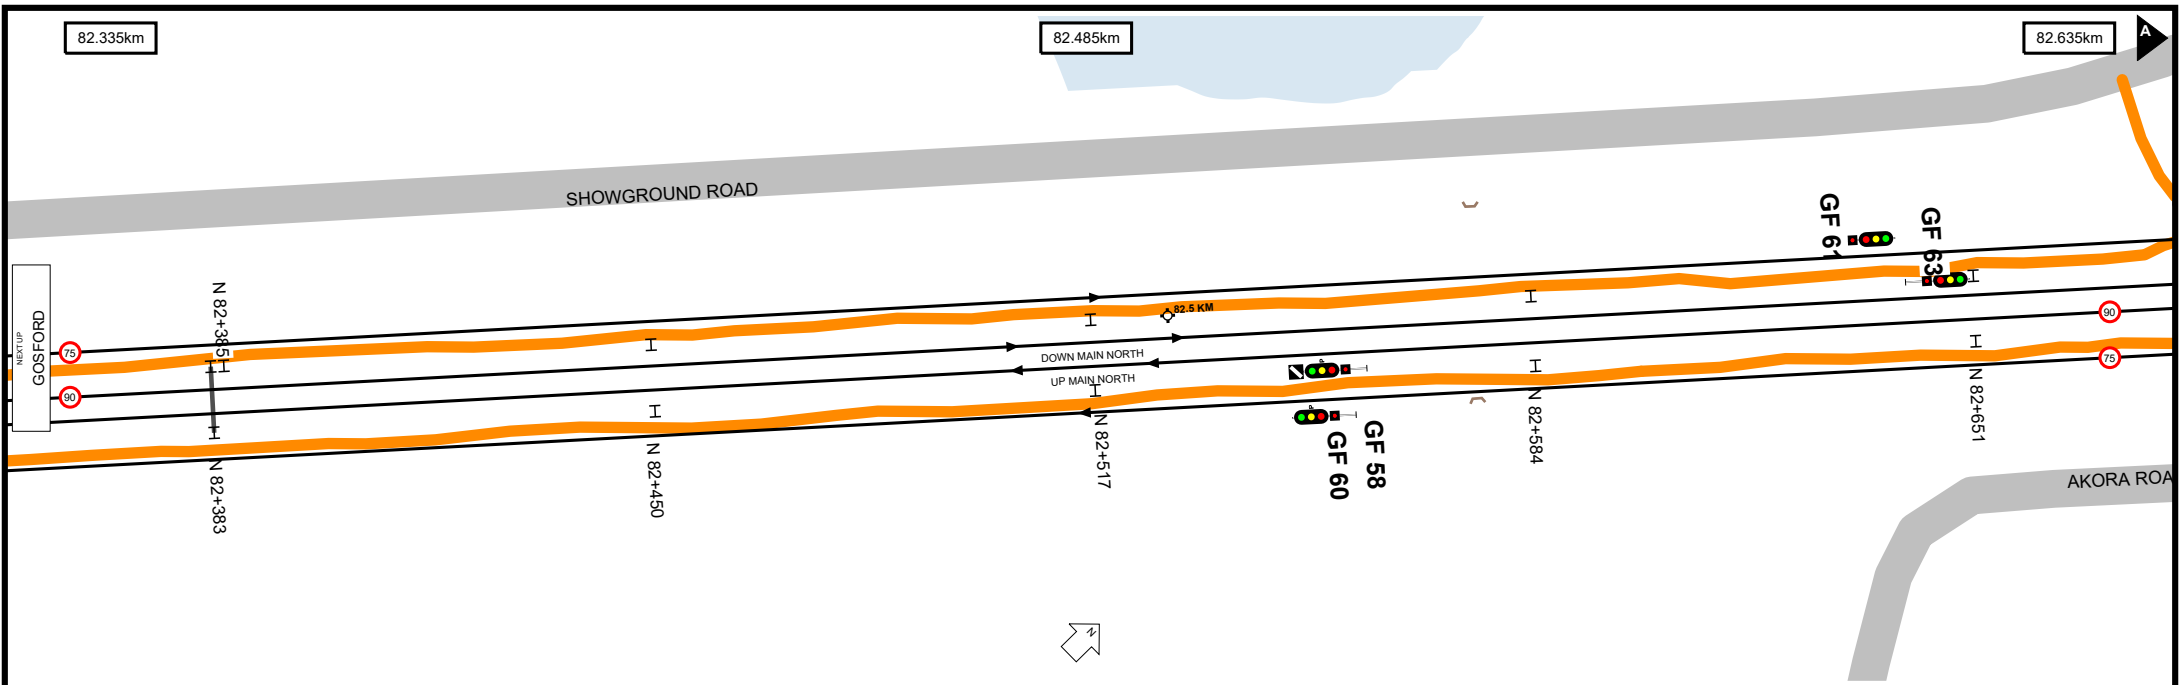 82.335km
82.485km
82.635km
A
SHOWGROUND ROAD
GF 61
GF 63
NEXT UP
GOSFORD
N 82+385
75
90
82.5 KM
DOWN MAIN NORTH
UP MAIN NORTH
90
75
N 82+383
N 82+450
N 82+517
GF 60
GF 58
N 82+584
N 82+651
AKORA ROA
N